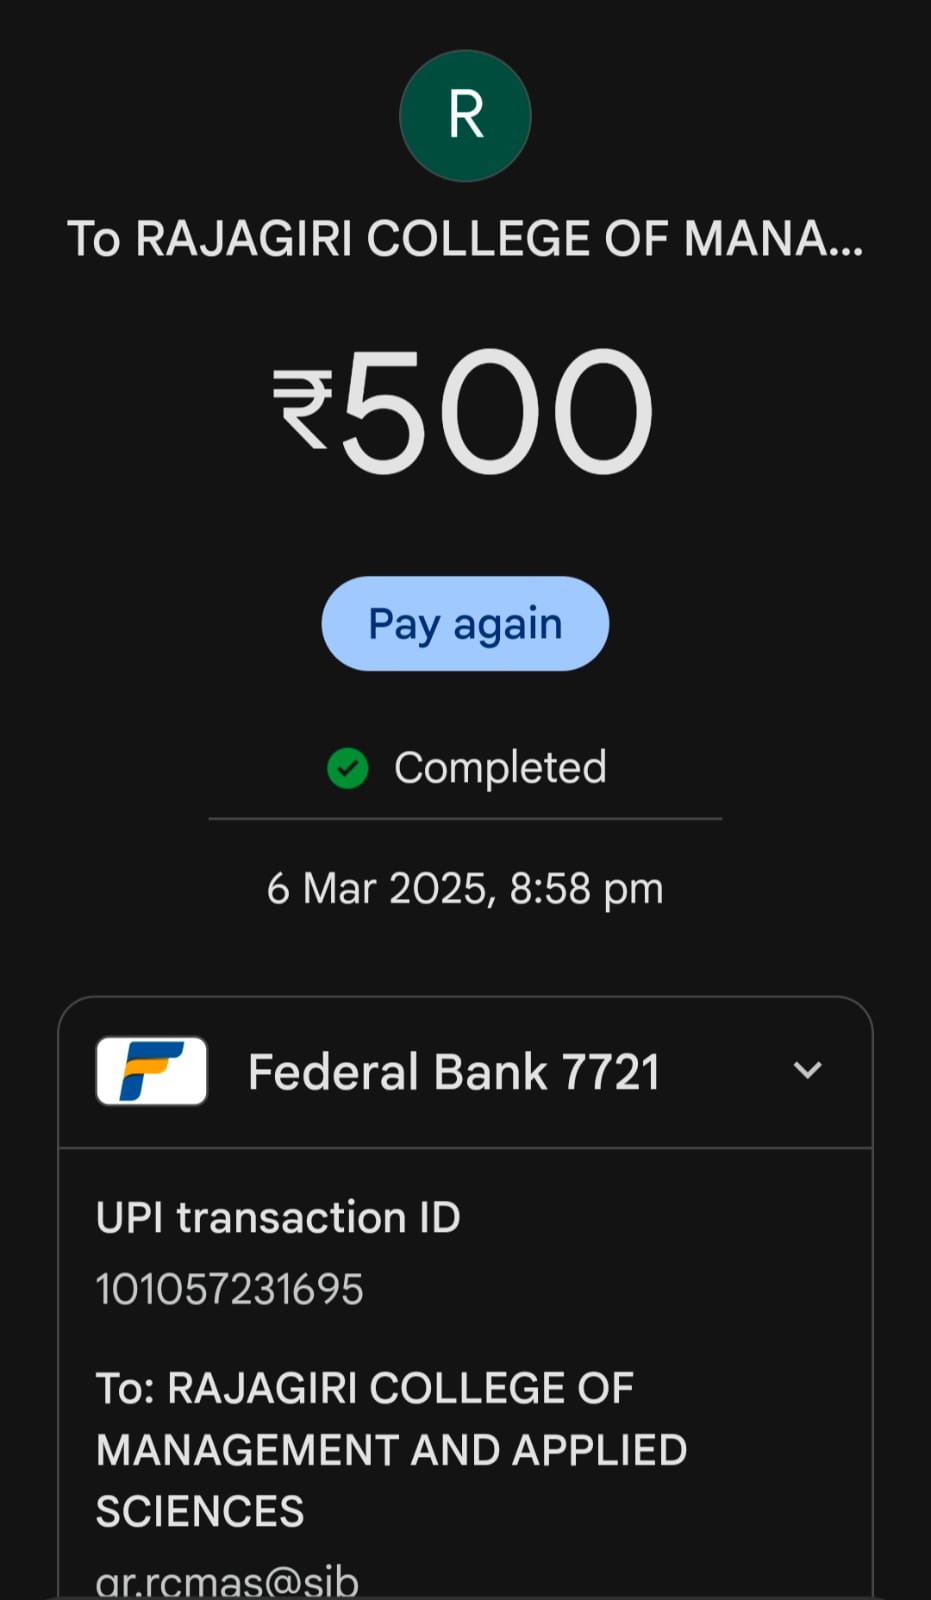 R
To RAJAGIRI COLLEGE OF MANA...
₹500
Pay again
Completed
6 Mar 2025, 8:58 pm
Federal Bank 7721
UPI transaction ID
101057231695
To: RAJAGIRI COLLEGE OF
MANAGEMENT AND APPLIED
SCIENCES
qr.rcmas@sib